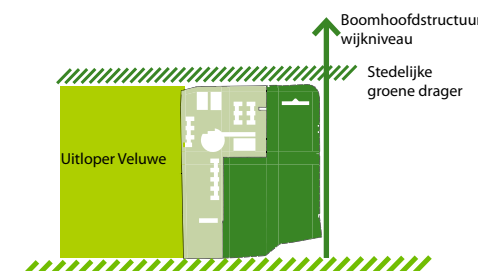 Boomhoofdstructuur
wijkniveau
Stedelijke
groene drager
Uitloper Veluwe